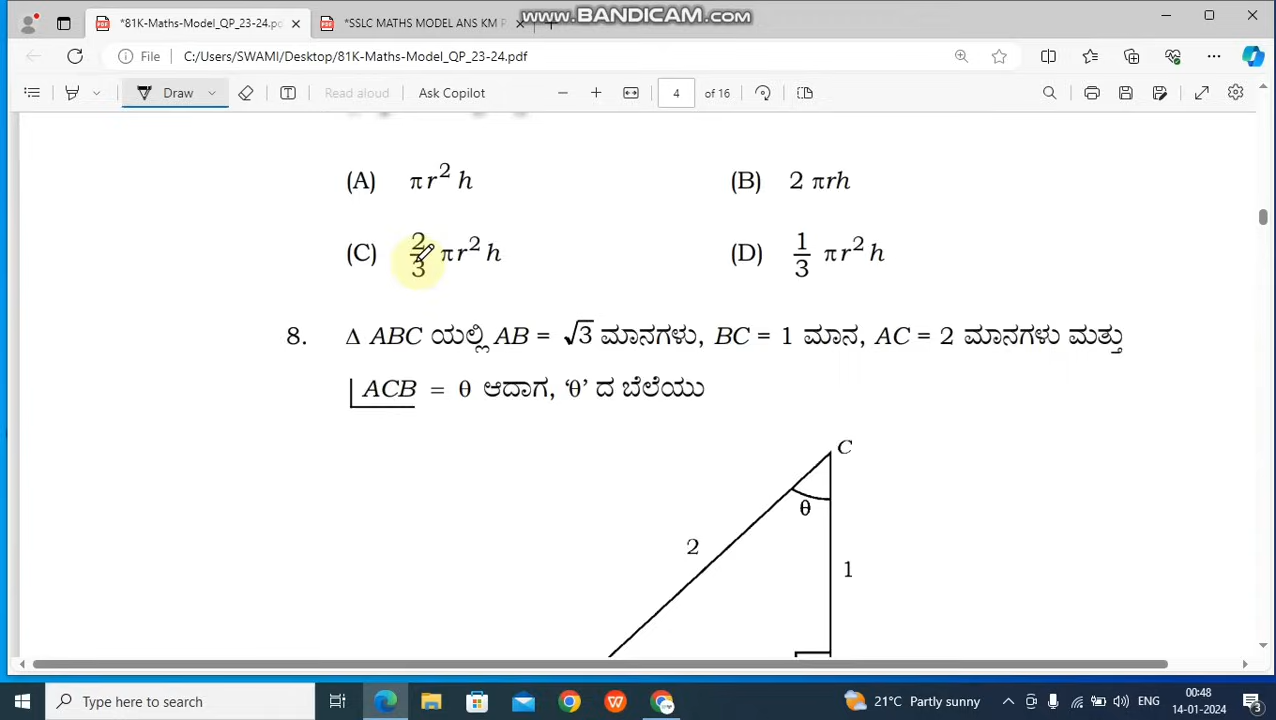 www.BANDICAM.com
*81K-Maths-Model_QP_23-24.pd
*SSLC MATHS MODEL ANS KM P
File C:/Users/SWAMI/Desktop/81K-Maths-Model_QP_23-24.pdf
Draw Read aloud Ask Copilot 4 of 16
(A) πr² h (B) 2 πrh
(C) 2/3 πr² h (D) 1/3 πr² h
8. Δ ABC ಯಲ್ಲಿ AB = √3 ಮಾನಗಳು, BC = 1 ಮಾನ, AC = 2 ಮಾನಗಳು ಮತ್ತು
∠ACB = θ ಆದಾಗ, ‘θ’ ದ ಬೆಲೆಯು
C
θ
2
1
Type here to search
21°C Partly sunny
ENG
00:48
14-01-2024
3